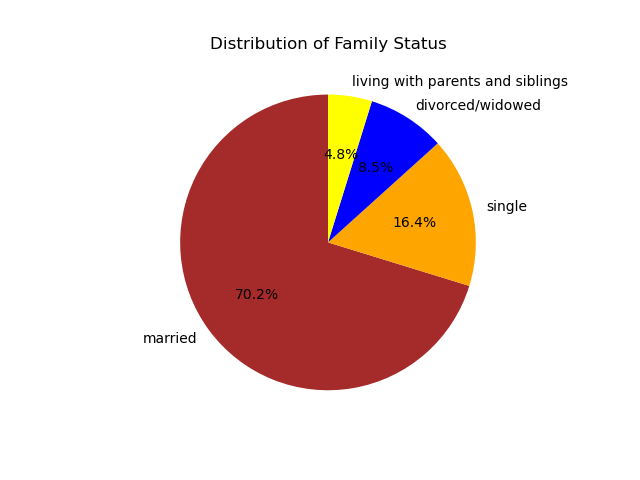 Distribution of Family Status
living with parents and siblings
divorced/widowed
4.8%
8.5%
single
16.4%
70.2%
married